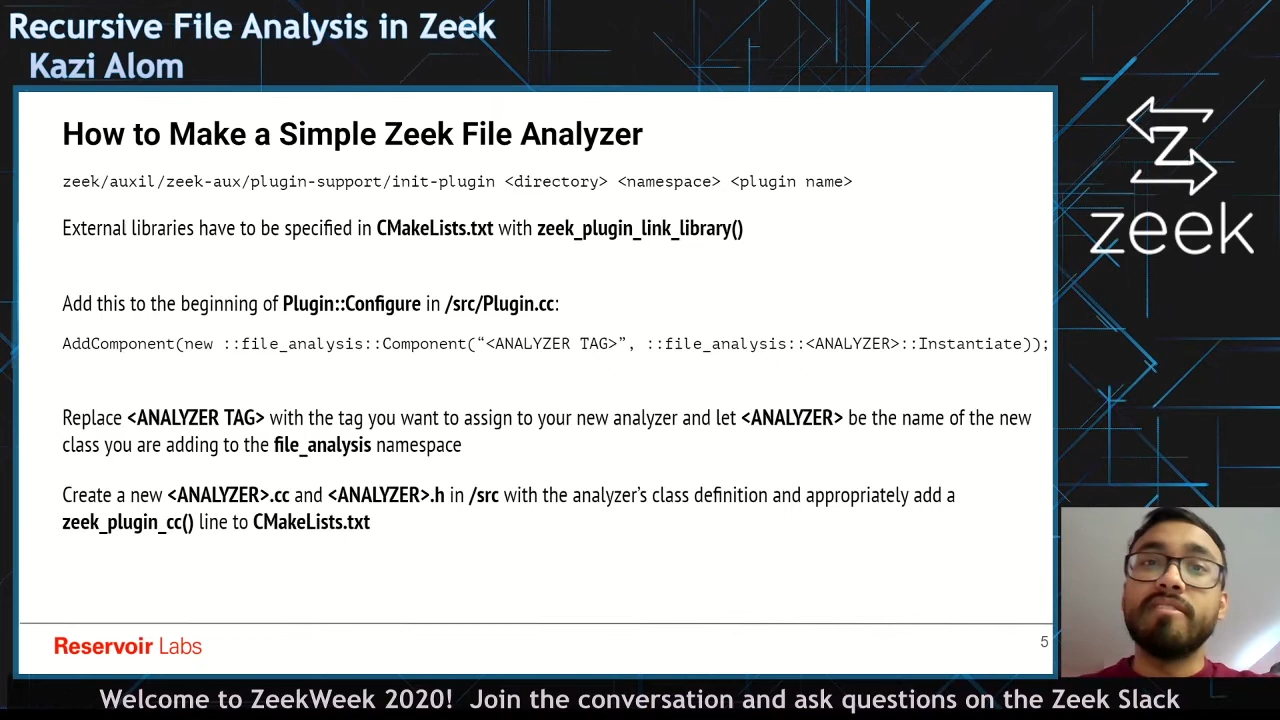 Recursive File Analysis in Zeek
Kazi Alom
How to Make a Simple Zeek File Analyzer
zeek/auxil/zeek-aux/plugin-support/init-plugin <directory> <namespace> <plugin name>
External libraries have to be specified in CMakeLists.txt with zeek_plugin_link_library()
Add this to the beginning of Plugin::Configure in /src/Plugin.cc:
AddComponent(new ::file_analysis::Component(“<ANALYZER TAG>”, ::file_analysis::<ANALYZER>::Instantiate));
Replace <ANALYZER TAG> with the tag you want to assign to your new analyzer and let <ANALYZER> be the name of the new
class you are adding to the file_analysis namespace
Create a new <ANALYZER>.cc and <ANALYZER>.h in /src with the analyzer’s class definition and appropriately add a
zeek_plugin_cc() line to CMakeLists.txt
Reservoir Labs
5
zeek
Welcome to ZeekWeek 2020! Join the conversation and ask questions on the Zeek Slack